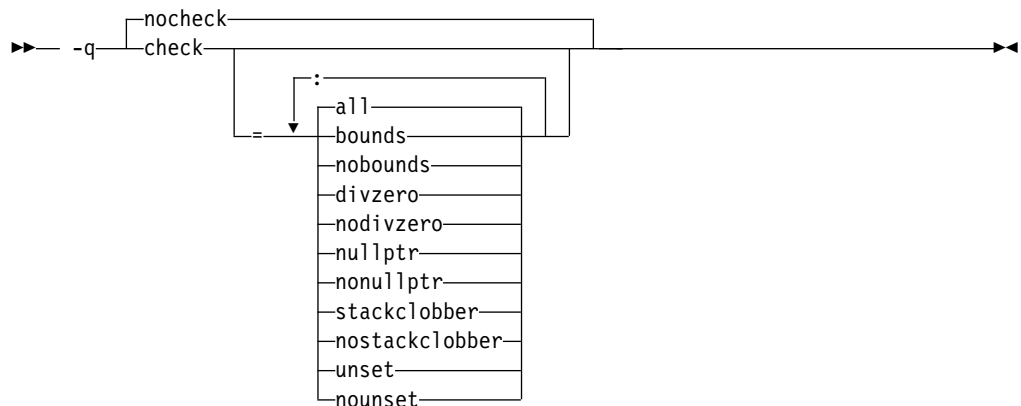 nocheck
-q check
:
all
= bounds
nobounds
divzero
nodivzero
nullptr
nonullptr
stackclobber
nostackclobber
unset
nounset